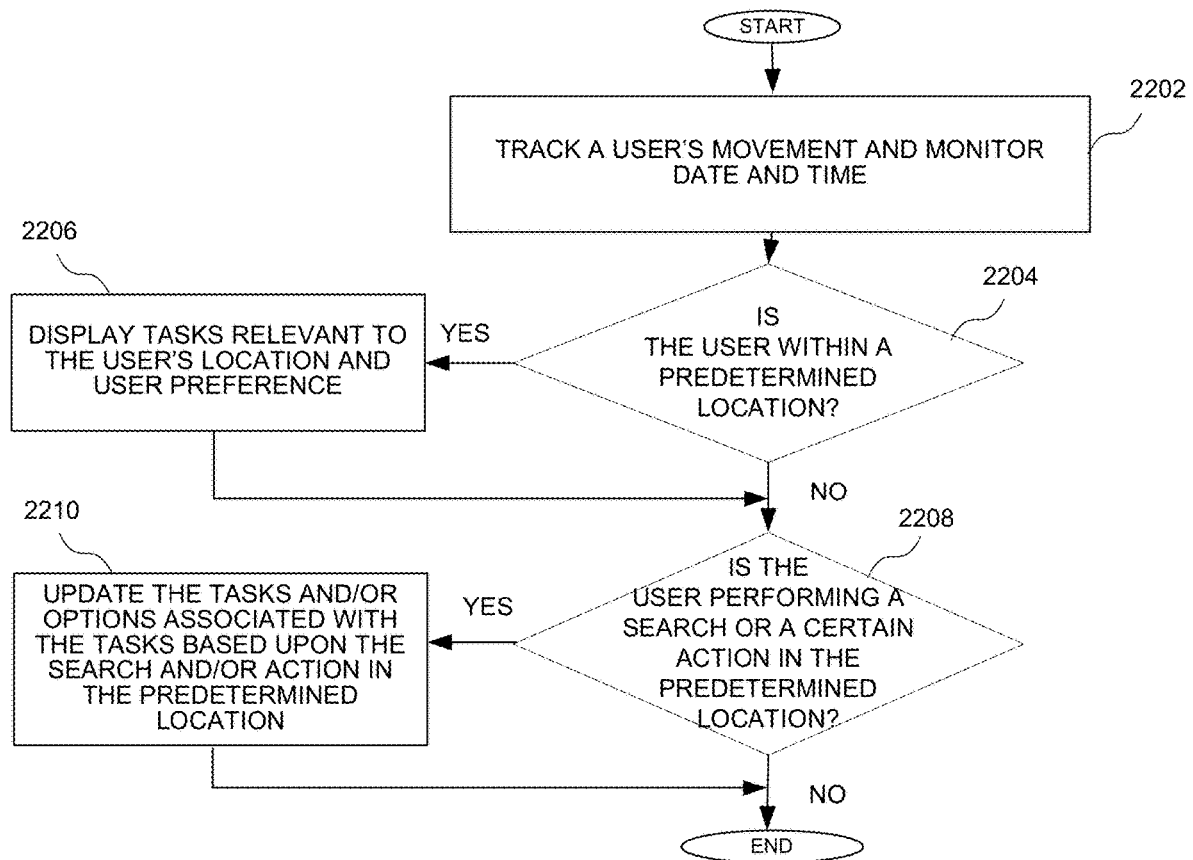 START
2202
TRACK A USER'S MOVEMENT AND MONITOR
DATE AND TIME
2206
2204
DISPLAY TASKS RELEVANT TO
THE USER'S LOCATION AND
USER PREFERENCE
YES
IS
THE USER WITHIN A
PREDETERMINED
LOCATION?
NO
2210
2208
UPDATE THE TASKS AND/OR
OPTIONS ASSOCIATED WITH
THE TASKS BASED UPON THE
SEARCH AND/OR ACTION IN
THE PREDETERMINED
LOCATION
YES
IS THE
USER PERFORMING A
SEARCH OR A CERTAIN
ACTION IN THE
PREDETERMINED
LOCATION?
NO
END